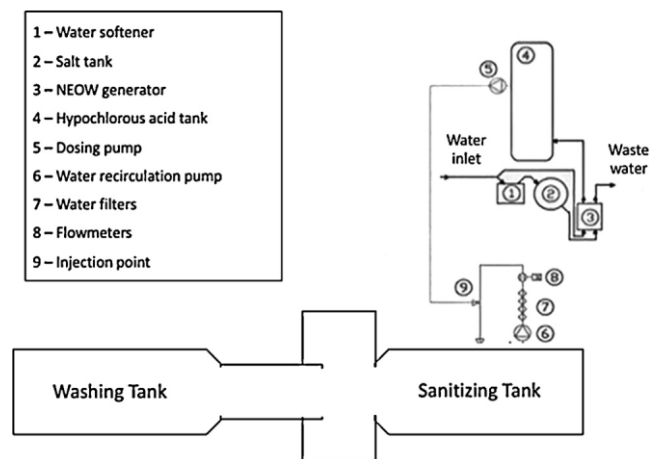 1 – Water softener
2 – Salt tank
3 – NEOW generator
4 – Hypochlorous acid tank
5 – Dosing pump
6 – Water recirculation pump
7 – Water filters
8 – Flowmeters
9 – Injection point
4
5
Water
inlet
Waste
water
1
2
3
9
8
7
6
Washing Tank
Sanitizing Tank